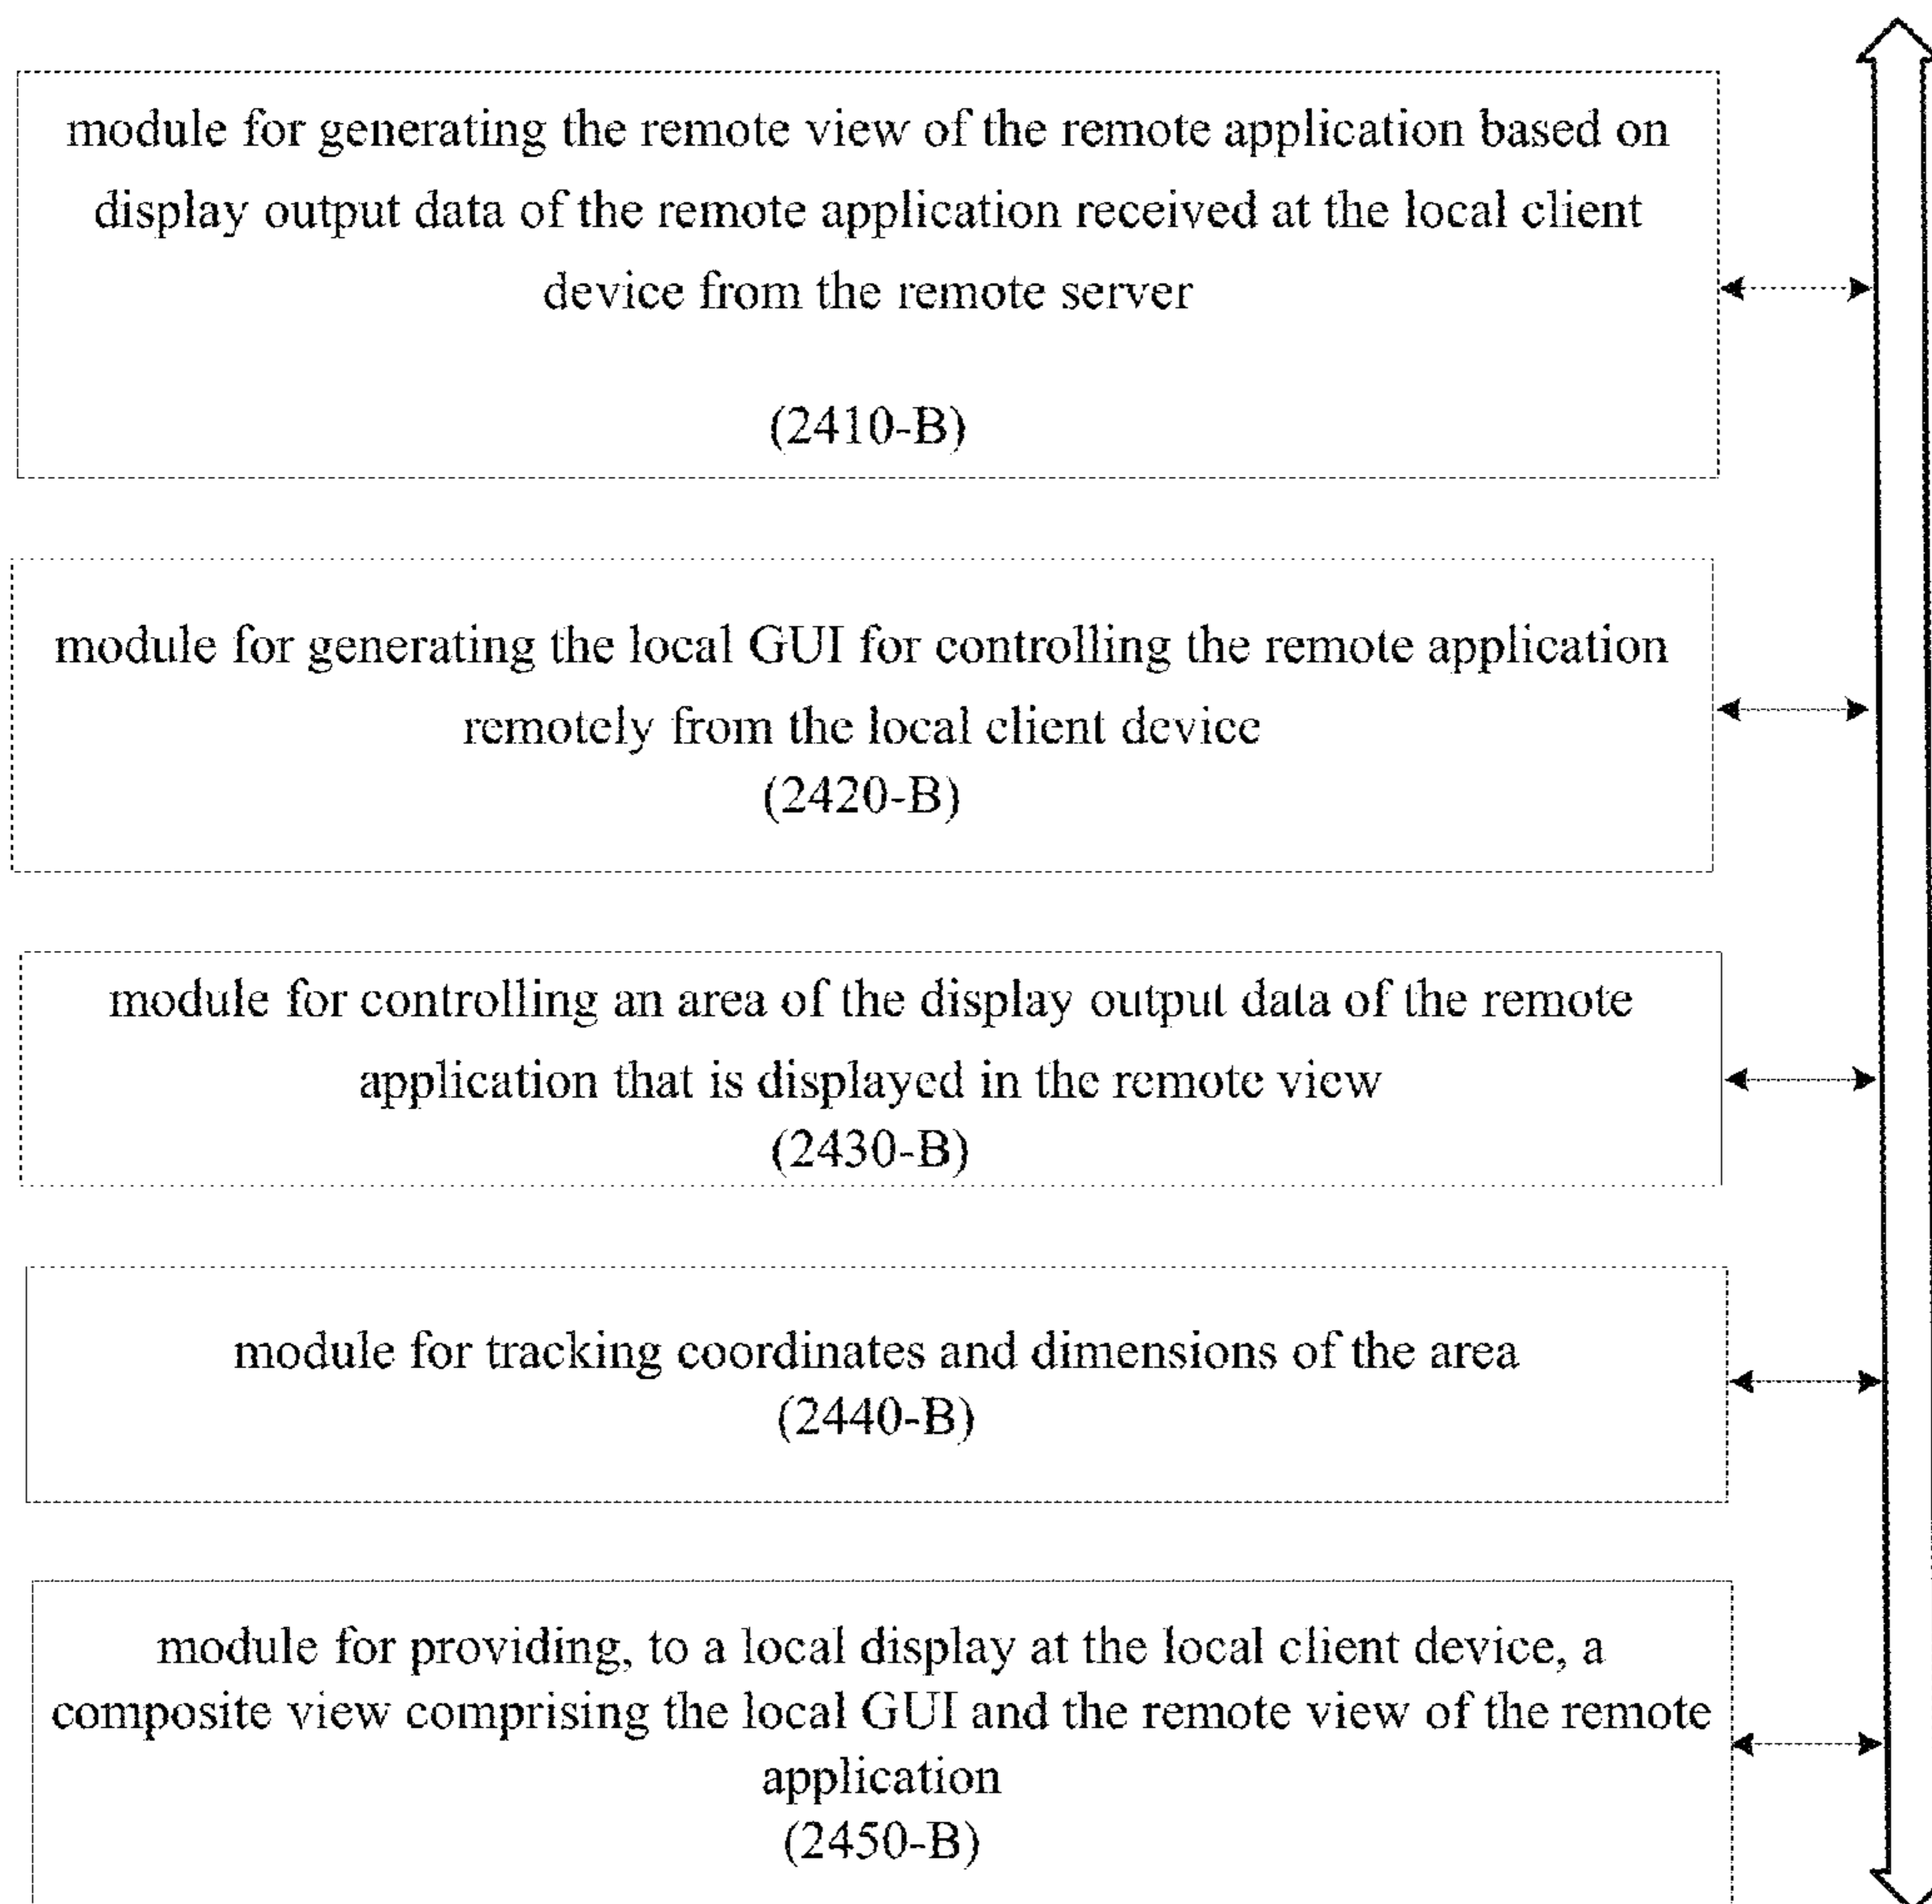 module for generating the remote view of the remote application based on
display output data of the remote application received at the local client
device from the remote server
(2410-B)
module for generating the local GUI for controlling the remote application
remotely from the local client device
(2420-B)
module for controlling an area of the display output data of the remote
application that is displayed in the remote view
(2430-B)
module for tracking coordinates and dimensions of the area
(2440-B)
module for providing, to a local display at the local client device, a
composite view comprising the local GUI and the remote view of the remote
application
(2450-B)